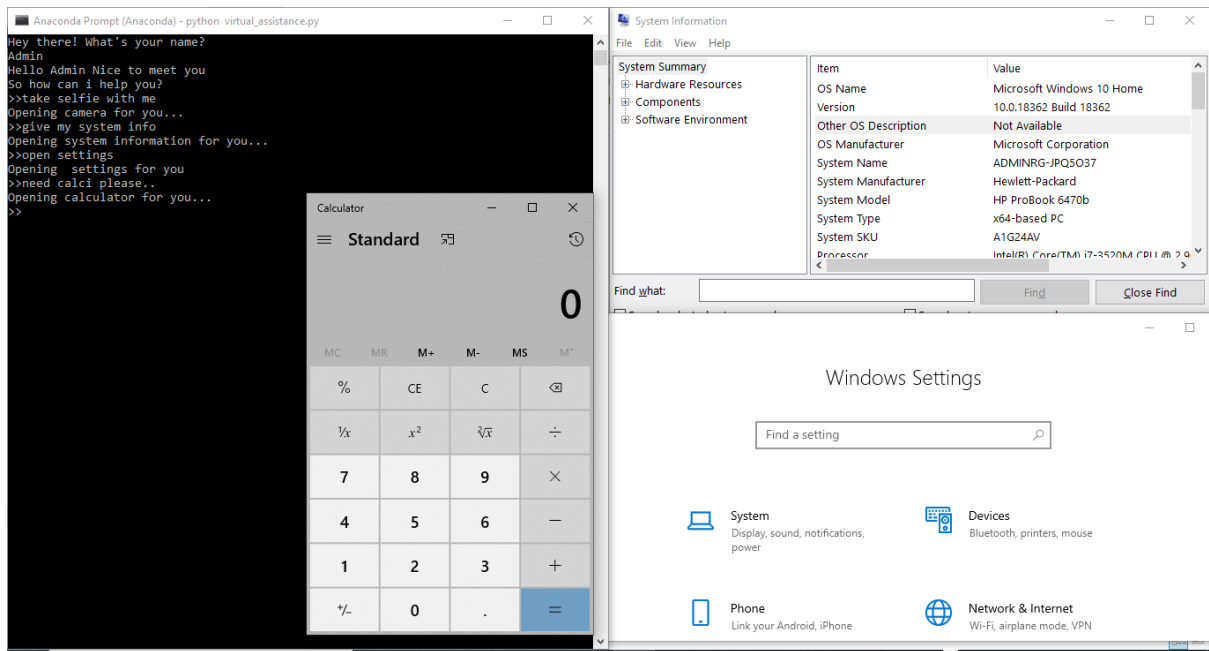 Anaconda Prompt (Anaconda) - python virtual_assistance.py
Hey there! What's your name?
Admin
Hello Admin Nice to meet you
So how can i help you?
>>take selfie with me
Opening camera for you...
>>give my system info
Opening system information for you...
>>open settings
Opening  settings for you
>>need calci please..
Opening calculator for you...
>>
Calculator
Standard
0
MC MR M+ M- MS M˅
% CE C
¹/x x² ²√x ÷
7 8 9 ×
4 5 6 −
1 2 3 +
+/− 0 . =
System Information
File Edit View Help
System Summary
Hardware Resources
Components
Software Environment
Item Value
OS Name Microsoft Windows 10 Home
Version 10.0.18362 Build 18362
Other OS Description Not Available
OS Manufacturer Microsoft Corporation
System Name ADMINRG-JPQ5O37
System Manufacturer Hewlett-Packard
System Model HP ProBook 6470b
System Type x64-based PC
System SKU A1G24AV
Processor Intel(R) Core(TM) i7-3520M CPU @ 2.9
Find what: Find Close Find
Windows Settings
Find a setting
System
Display, sound, notifications,
power
Devices
Bluetooth, printers, mouse
Phone
Link your Android, iPhone
Network & Internet
Wi-Fi, airplane mode, VPN